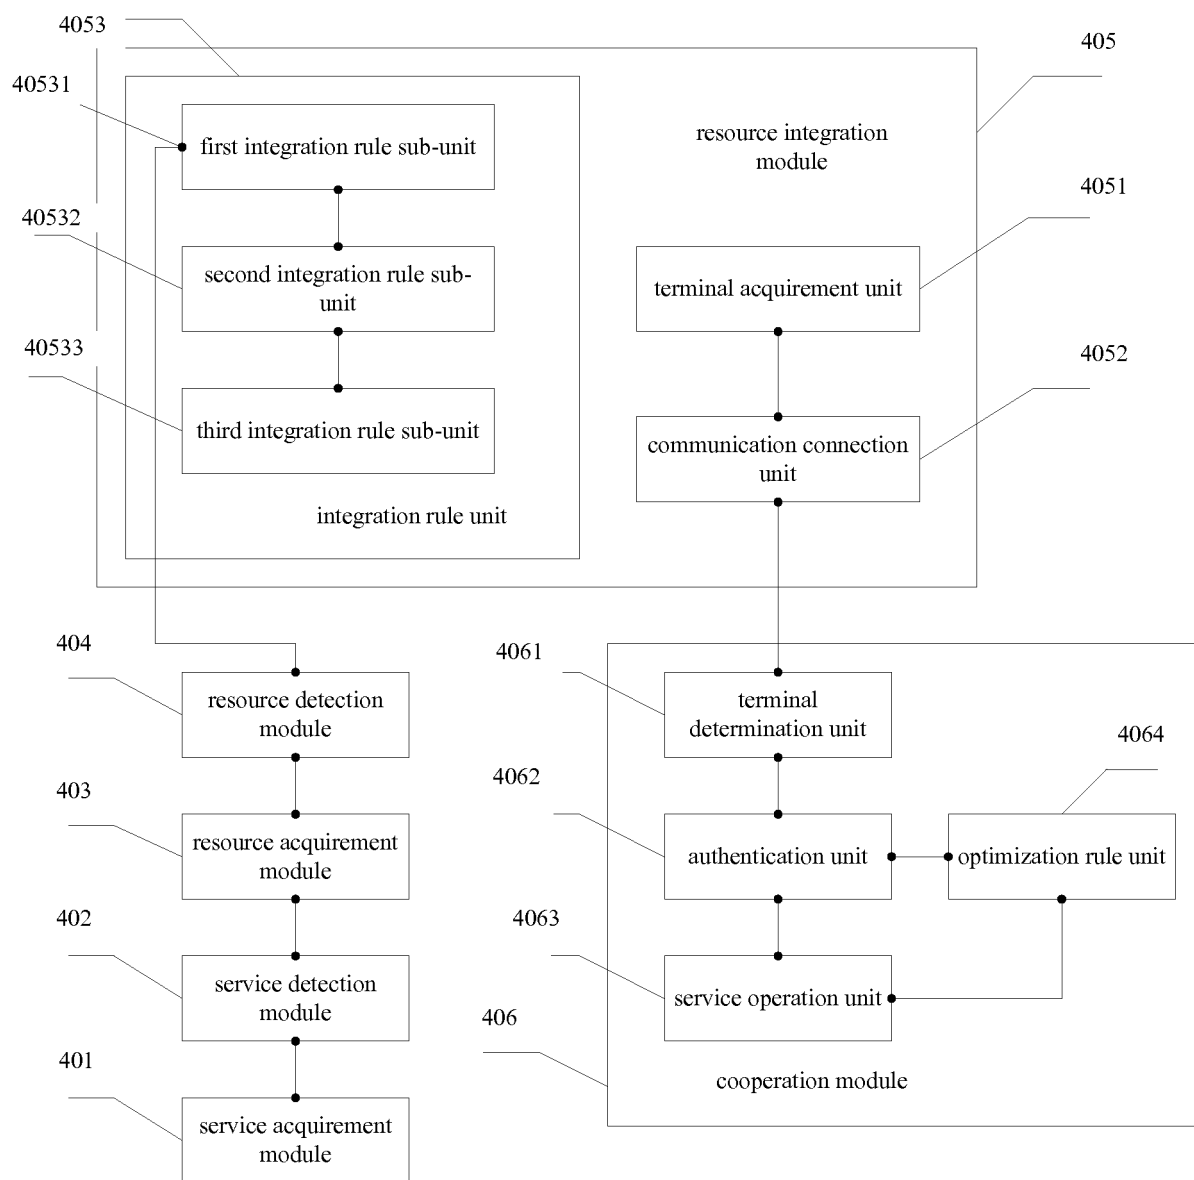 4053
405
40531
first integration rule sub-unit
resource integration
module
4051
40532
second integration rule sub-
unit
terminal acquirement unit
40533
4052
third integration rule sub-unit
communication connection
unit
integration rule unit
404
4061
resource detection
module
terminal
determination unit
4064
403
4062
resource acquirement
module
authentication unit
optimization rule unit
402
4063
service detection
module
service operation unit
406
401
cooperation module
service acquirement
module